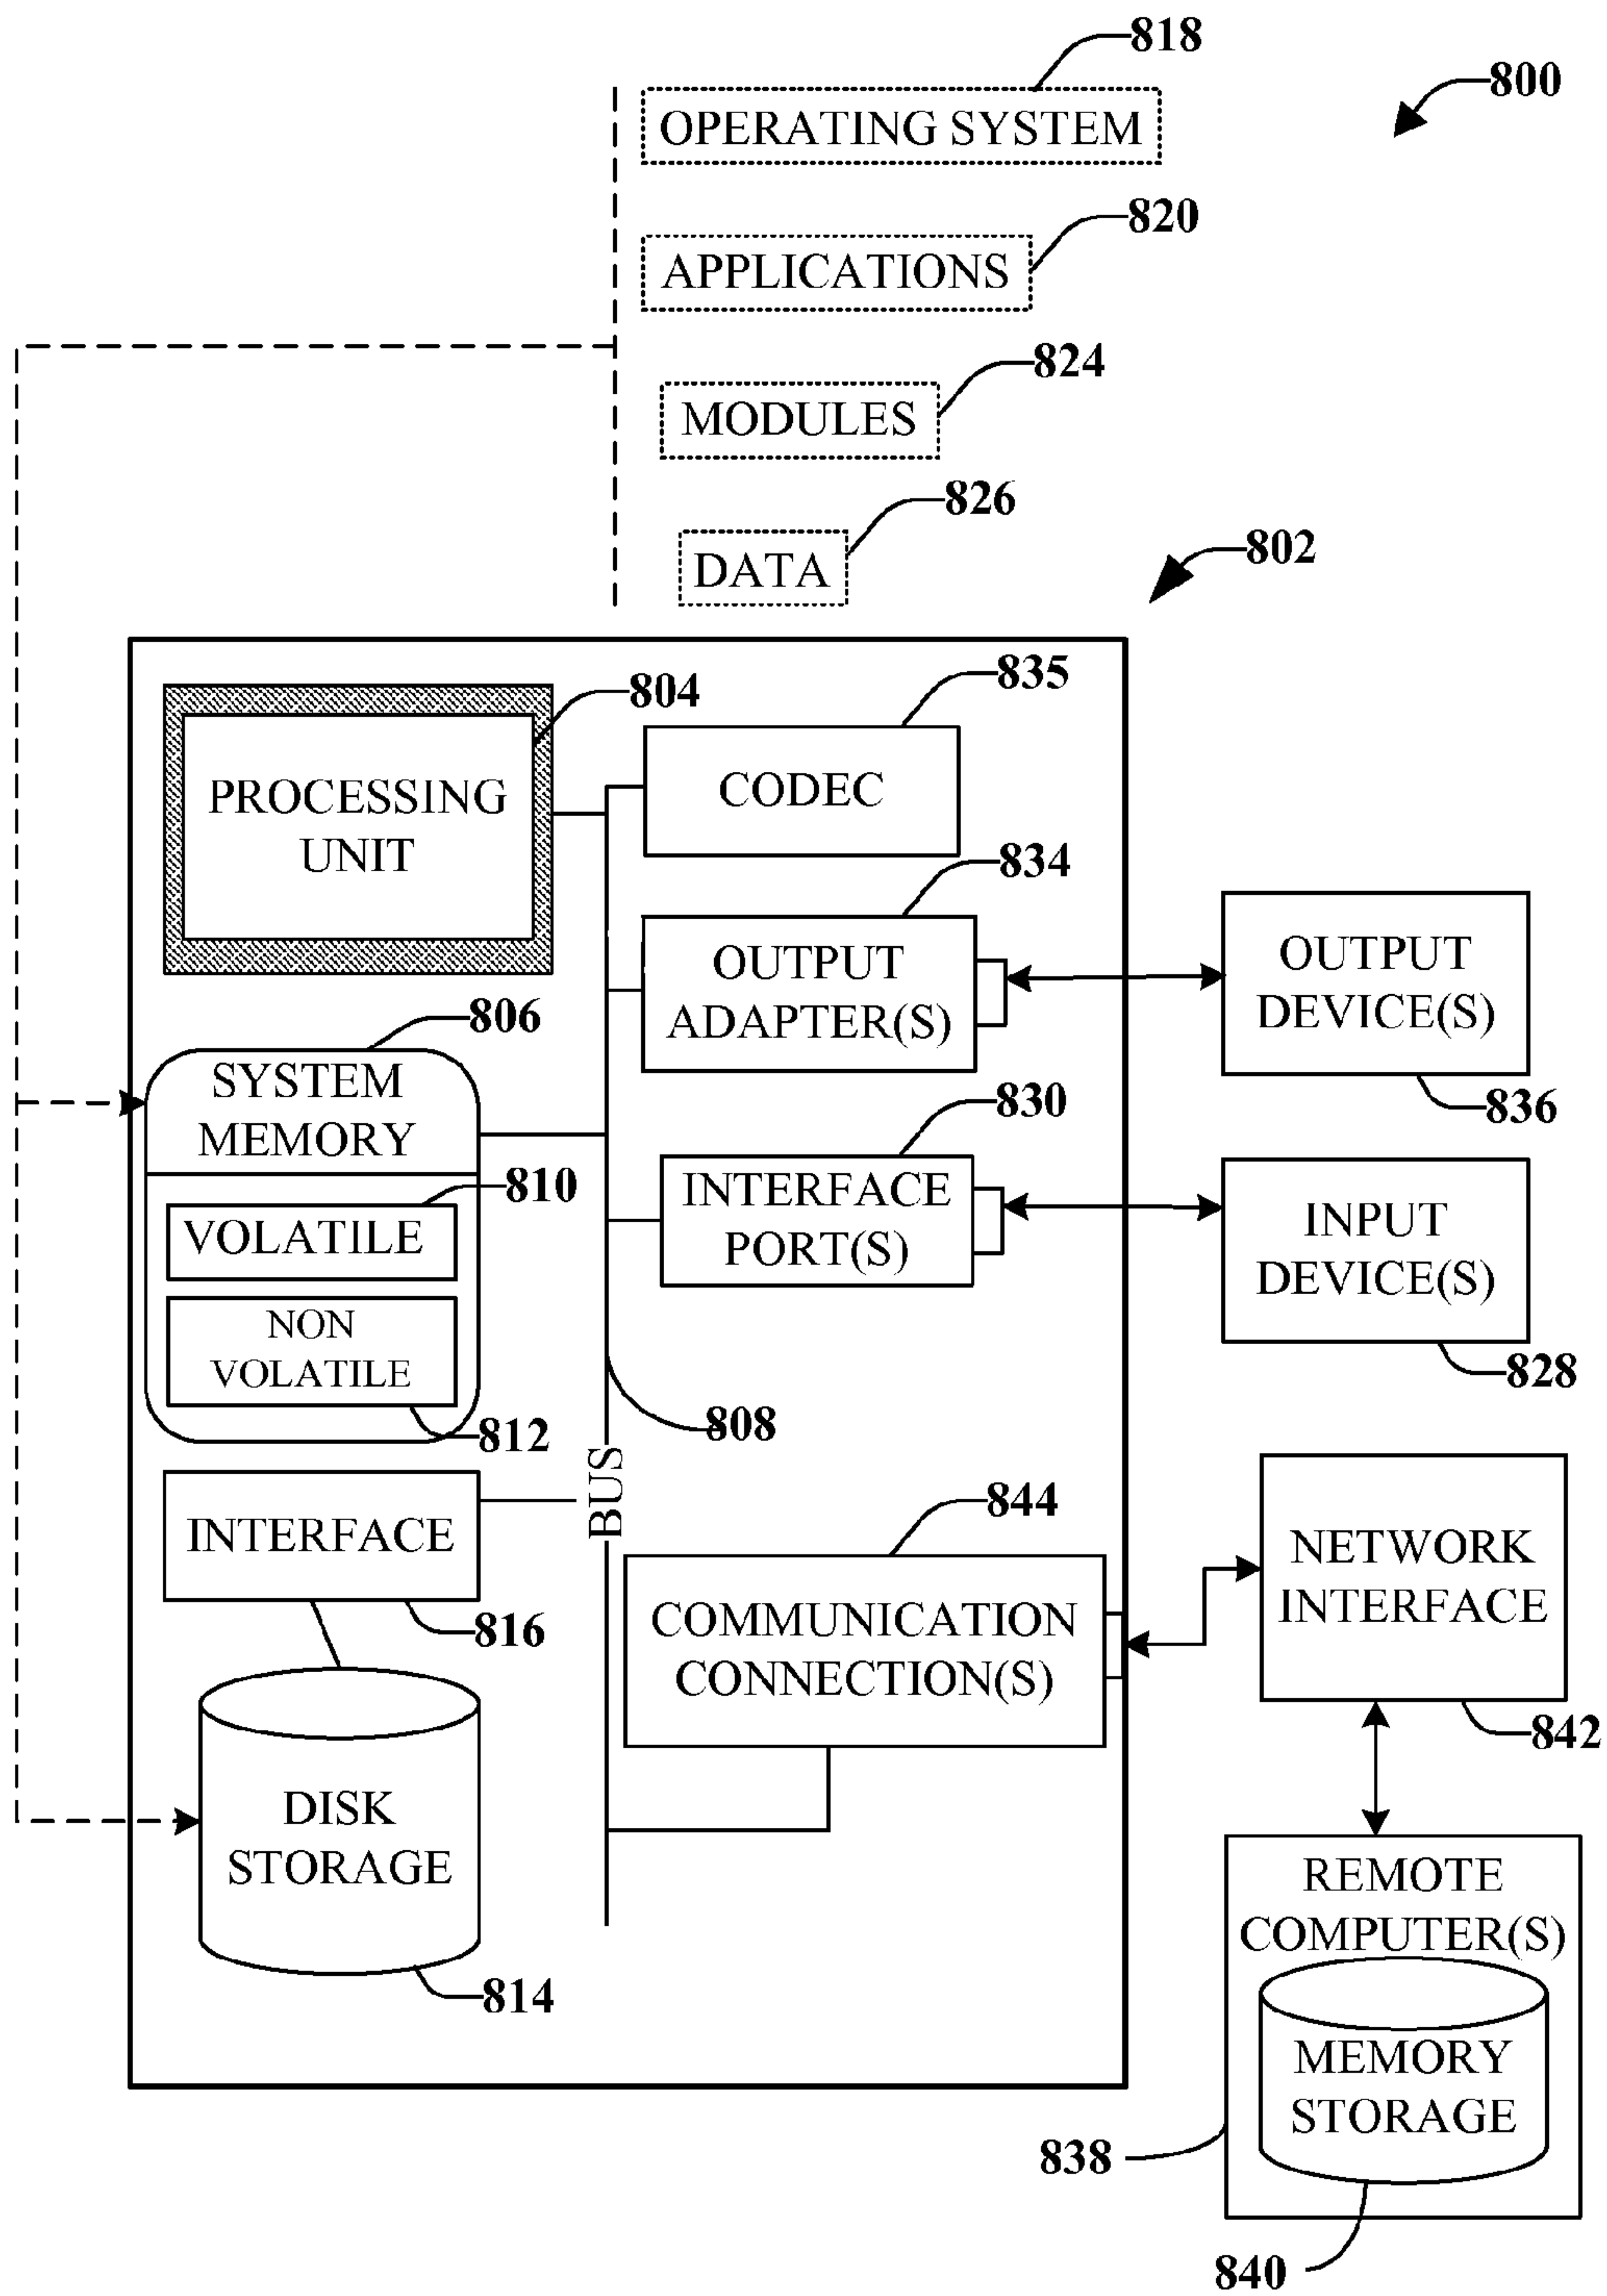 818
800
OPERATING SYSTEM
820
APPLICATIONS
824
MODULES
826
DATA
802
804
PROCESSING
UNIT
835
CODEC
834
OUTPUT
ADAPTER(S)
OUTPUT
DEVICE(S)
836
806
SYSTEM
MEMORY
810
VOLATILE
NON
VOLATILE
812
830
INTERFACE
PORT(S)
INPUT
DEVICE(S)
828
808
BUS
INTERFACE
816
844
COMMUNICATION
CONNECTION(S)
NETWORK
INTERFACE
842
DISK
STORAGE
814
REMOTE
COMPUTER(S)
MEMORY
STORAGE
838
840